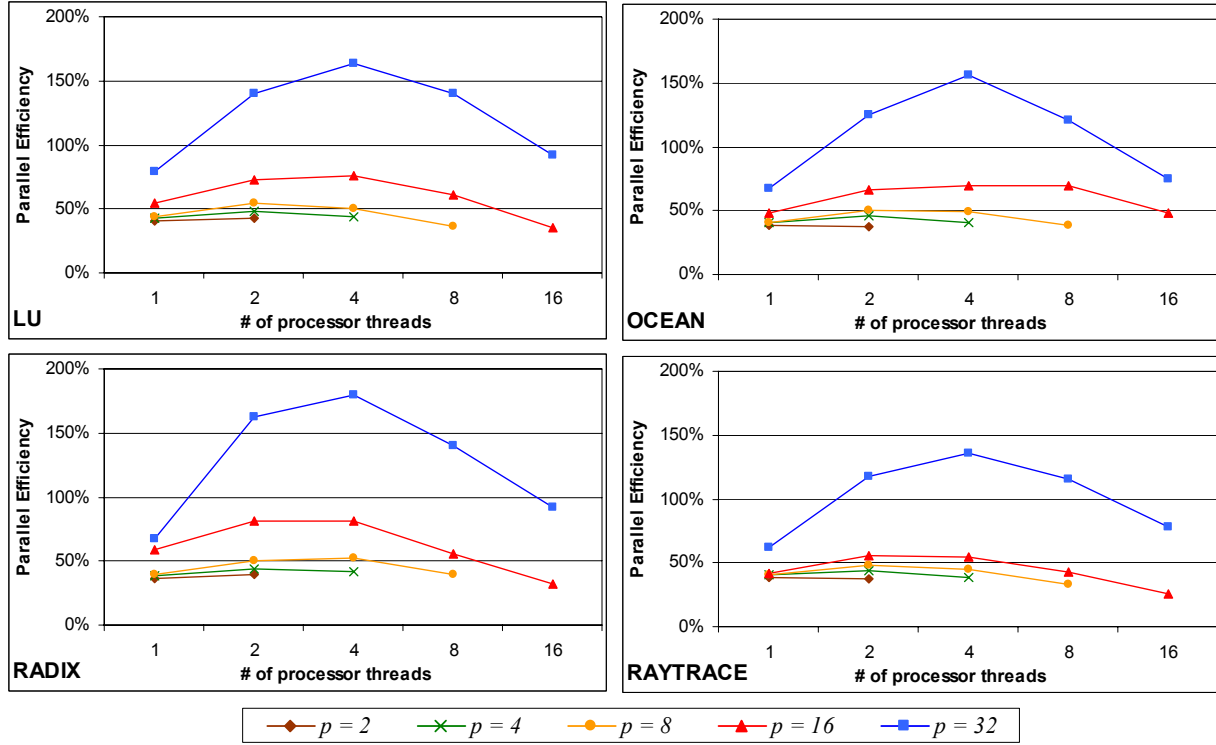 200%
150%
100%
50%
0%
Parallel Efficiency
1 2 4 8 16
# of processor threads
LU
200%
150%
100%
50%
0%
Parallel Efficiency
1 2 4 8 16
# of processor threads
OCEAN
200%
150%
100%
50%
0%
Parallel Efficiency
1 2 4 8 16
# of processor threads
RADIX
200%
150%
100%
50%
0%
Parallel Efficiency
1 2 4 8 16
# of processor threads
RAYTRACE
p = 2 p = 4 p = 8 p = 16 p = 32